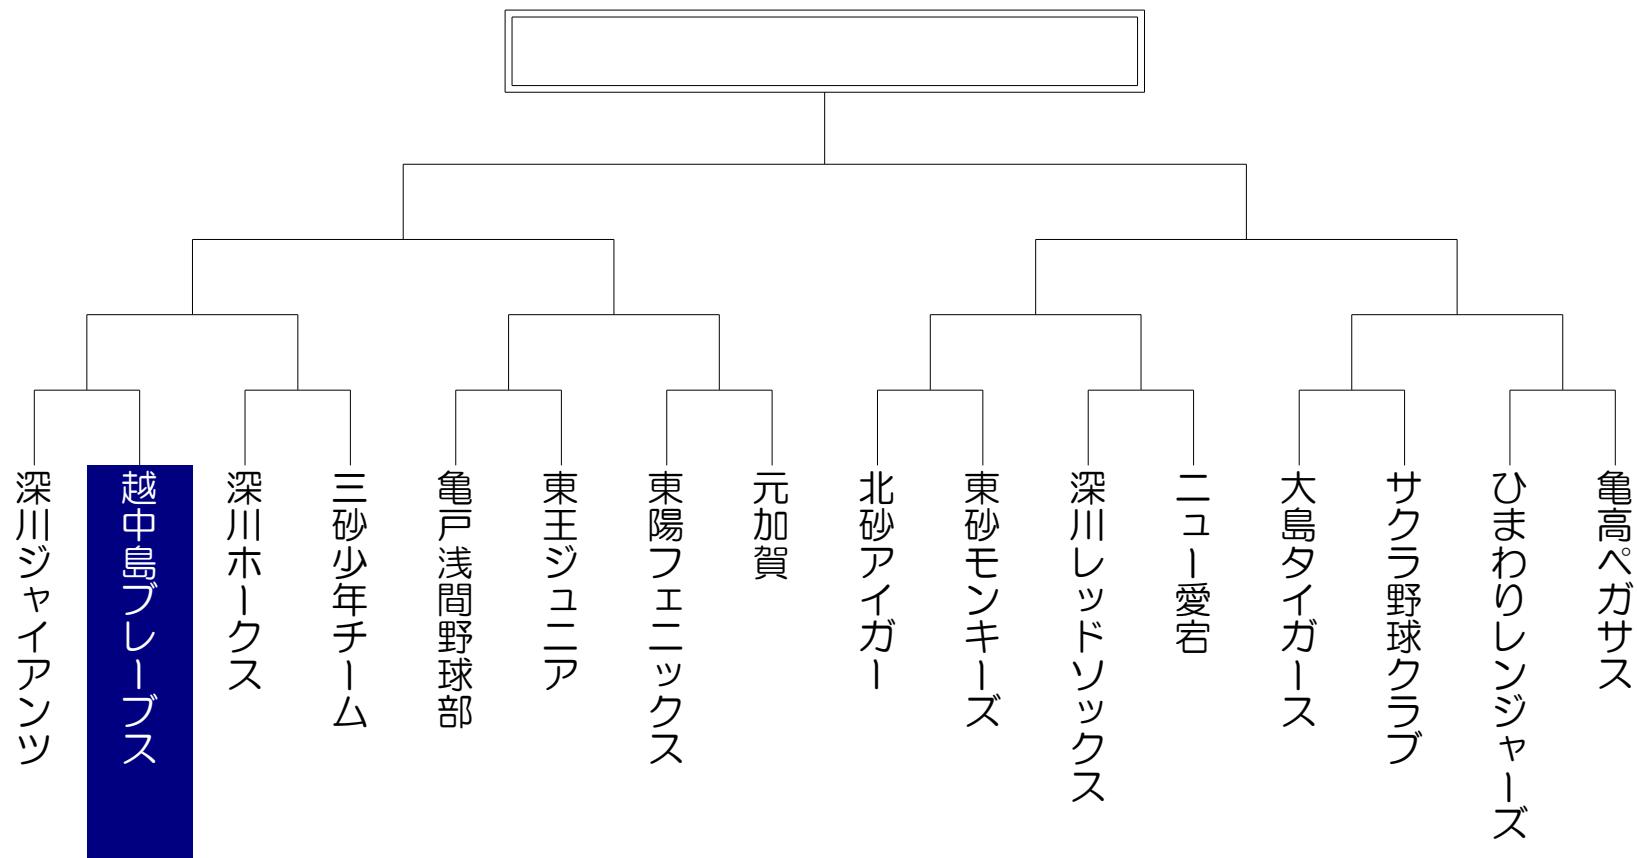 深川ジャイアンツ
越中島ブレーブス
深川ホークス
三砂少年チーム
亀戸浅間野球部
東王ジュニア
東陽フェニックス
元加賀
北砂アイガー
東砂モンキーズ
深川レッドソックス
ニュー愛宕
大島タイガース
サクラ野球クラブ
ひまわりレンジャーズ
亀高ペガサス